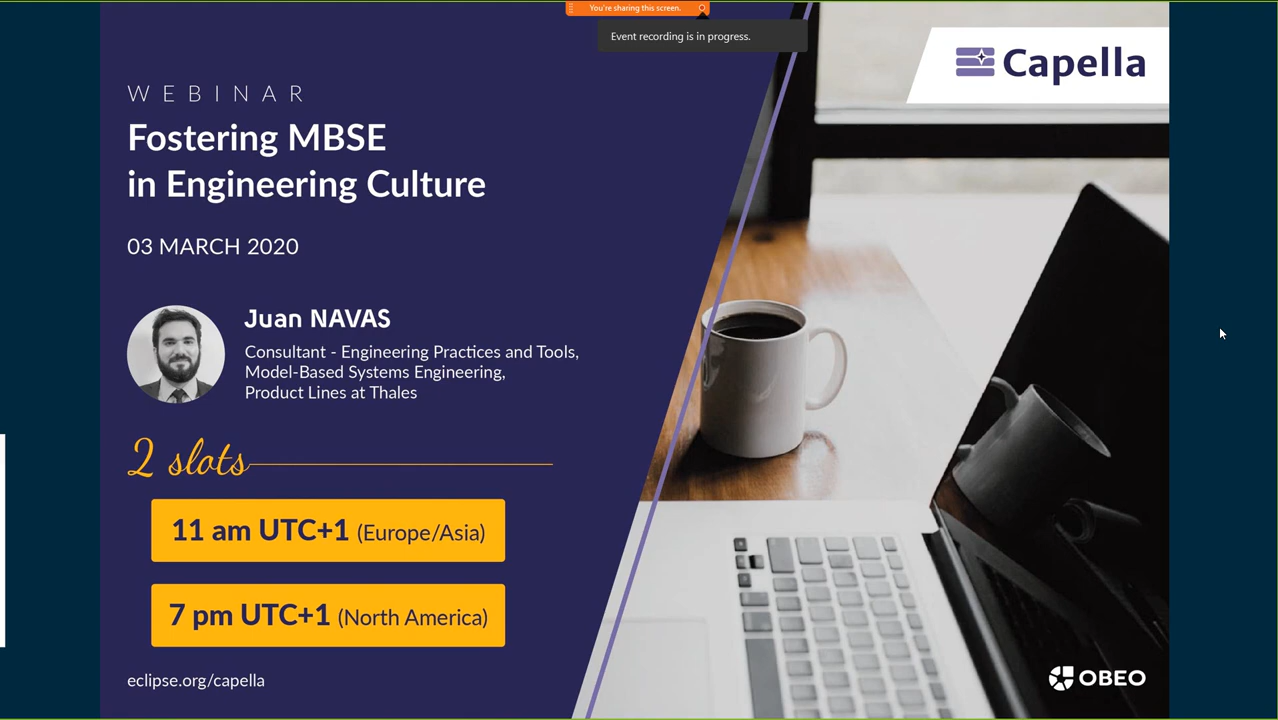 You're sharing this screen.
Event recording is in progress.
Capella
WEBINAR
Fostering MBSE
in Engineering Culture
03 MARCH 2020
Juan NAVAS
Consultant - Engineering Practices and Tools,
Model-Based Systems Engineering,
Product Lines at Thales
2 slots
11 am UTC+1 (Europe/Asia)
7 pm UTC+1 (North America)
eclipse.org/capella
OBEO